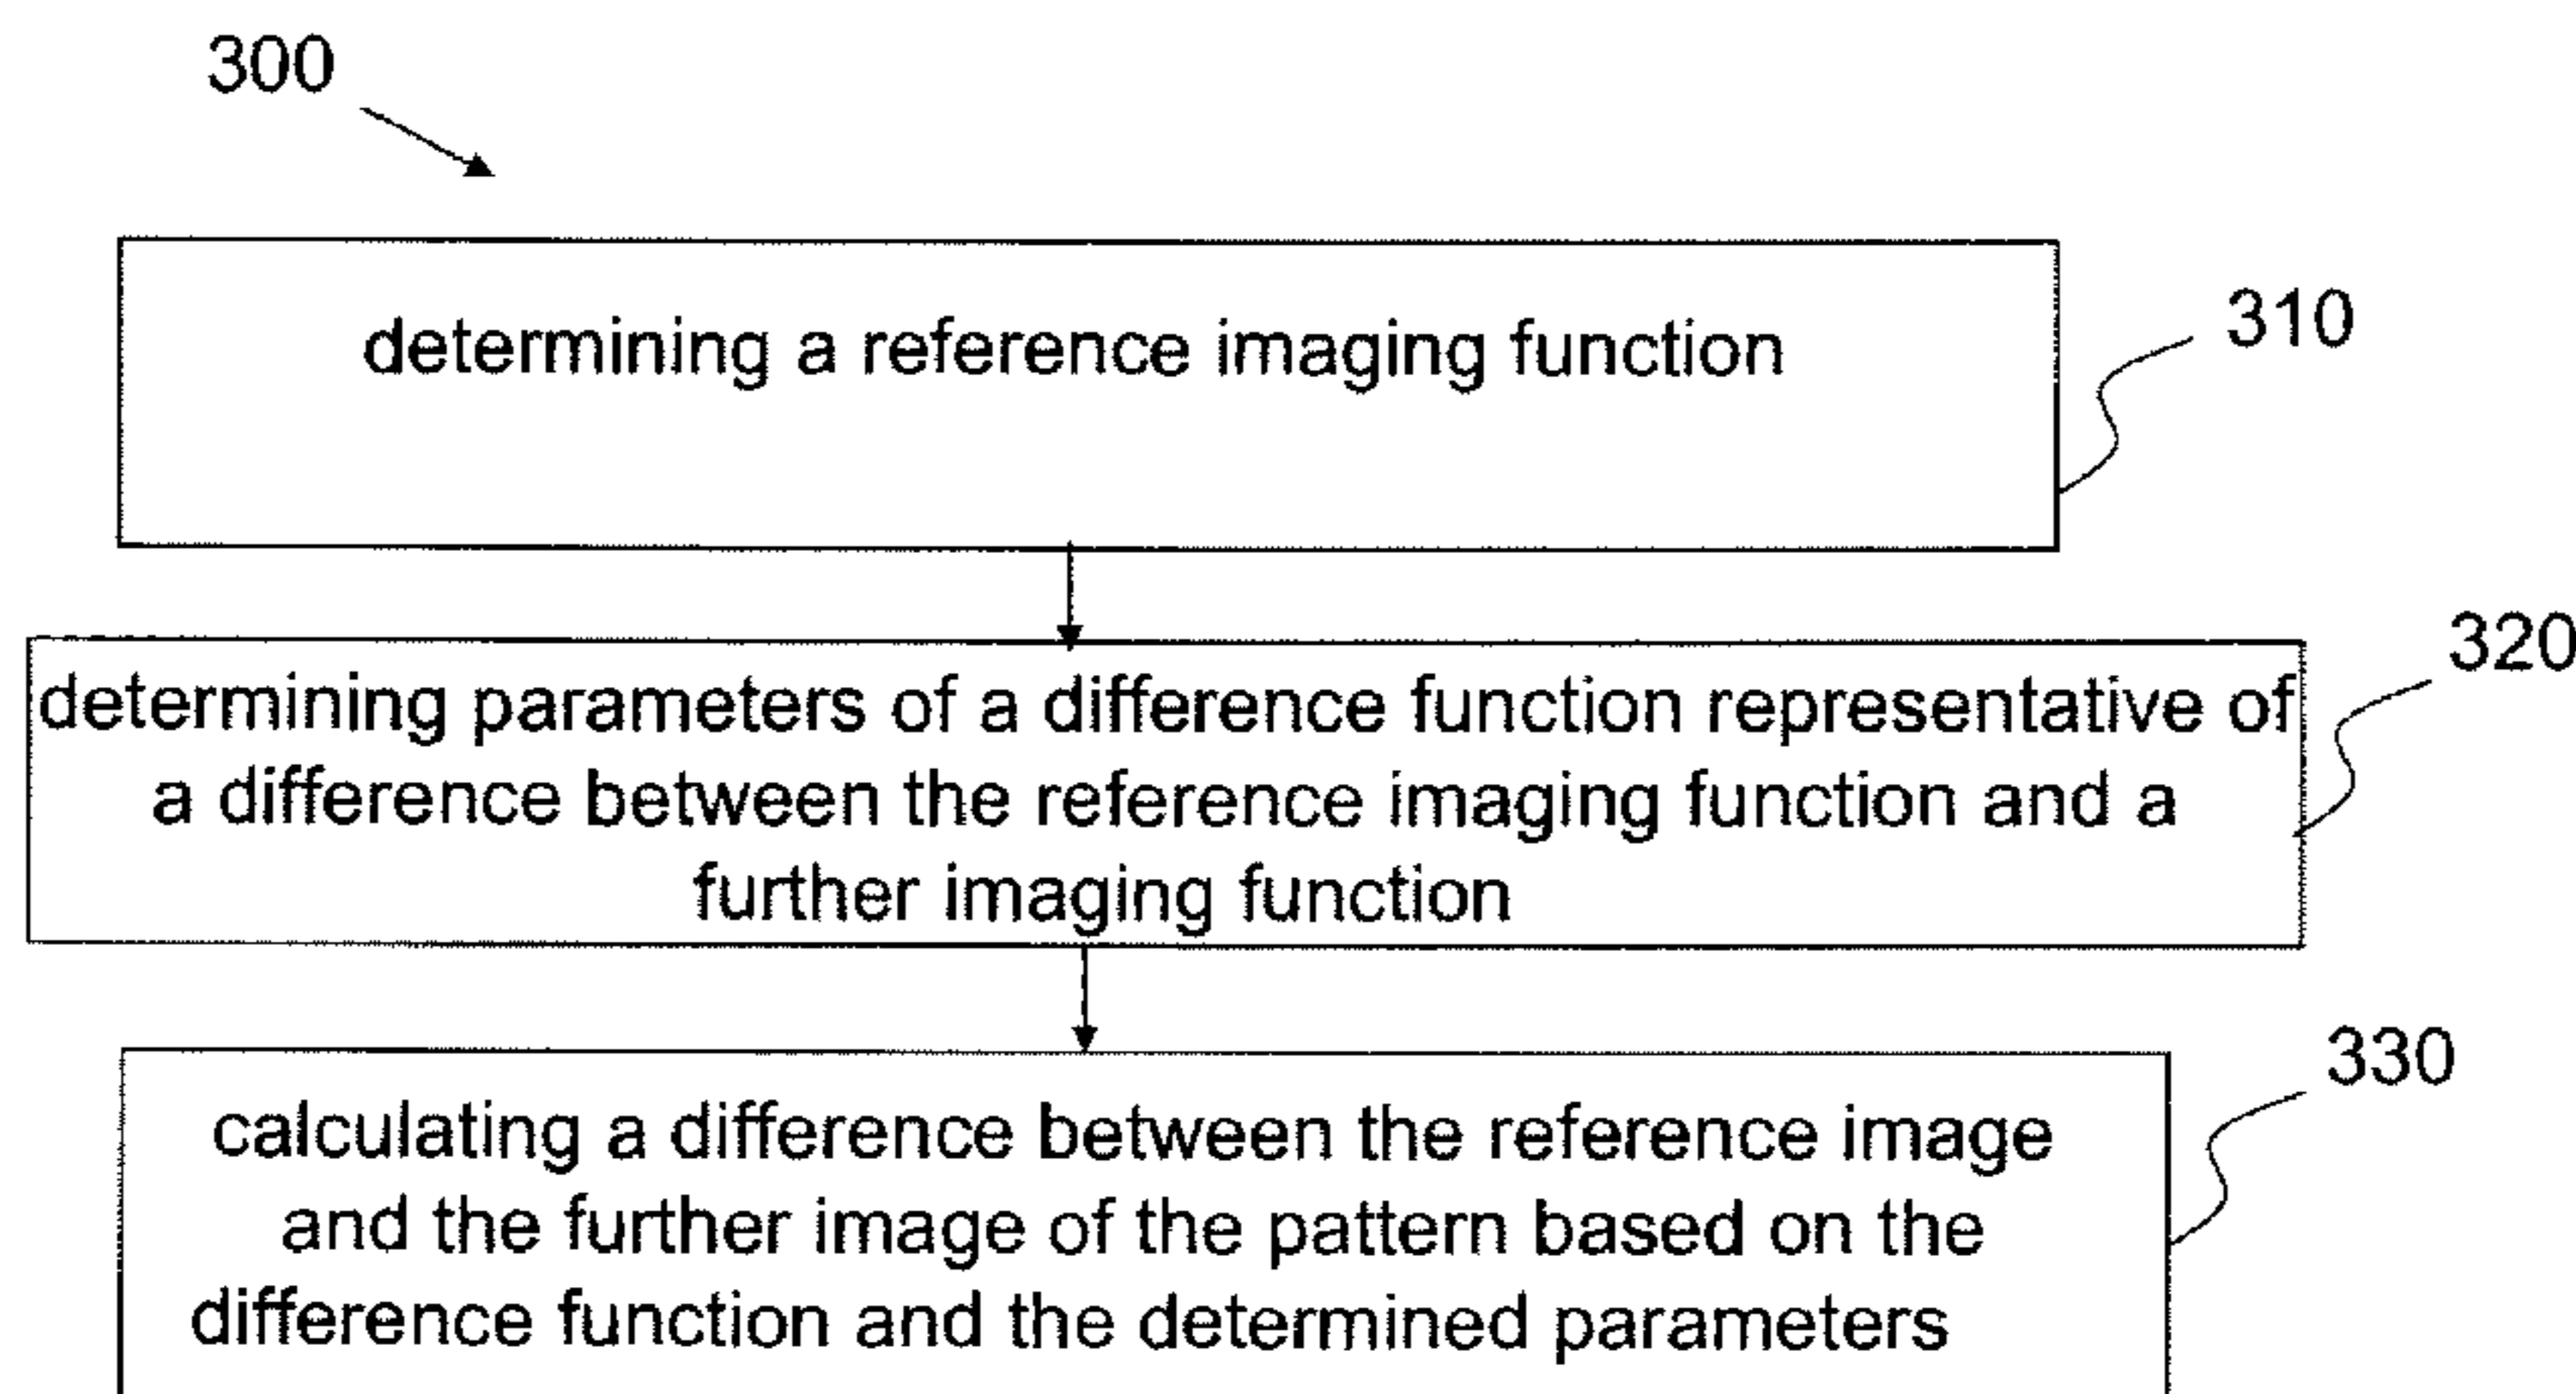 300
determining a reference imaging function
310
320
determining parameters of a difference function representative of
a difference between the reference imaging function and a
further imaging function
330
calculating a difference between the reference image
and the further image of the pattern based on the
difference function and the determined parameters